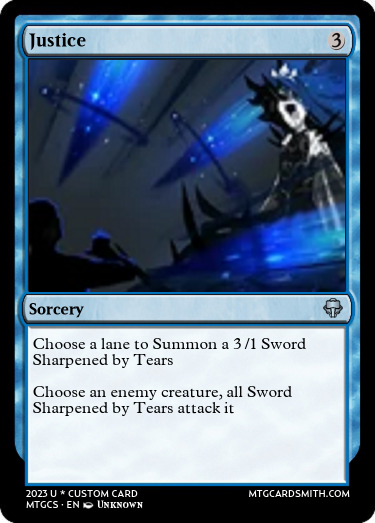 Justice 3
Sorcery
Choose a lane to Summon a 3/1 Sword
Sharpened by Tears
Choose an enemy creature, all Sword
Sharpened by Tears attack it
2023 U * CUSTOM CARD MTGCARDSMITH.COM
MTGCS · EN Unknown